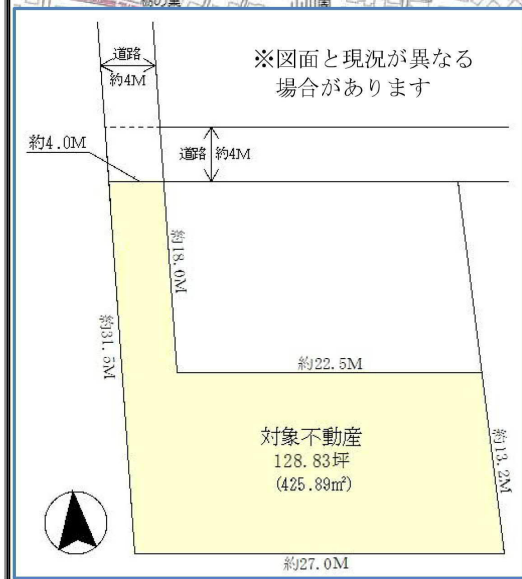 道路
約4M
※図面と現況が異なる
場合があります
約4.0M
道路 約4M
約18.0M
約31.5M
約22.5M
対象不動産
128.83坪
(425.89㎡)
約13.2M
約27.0M